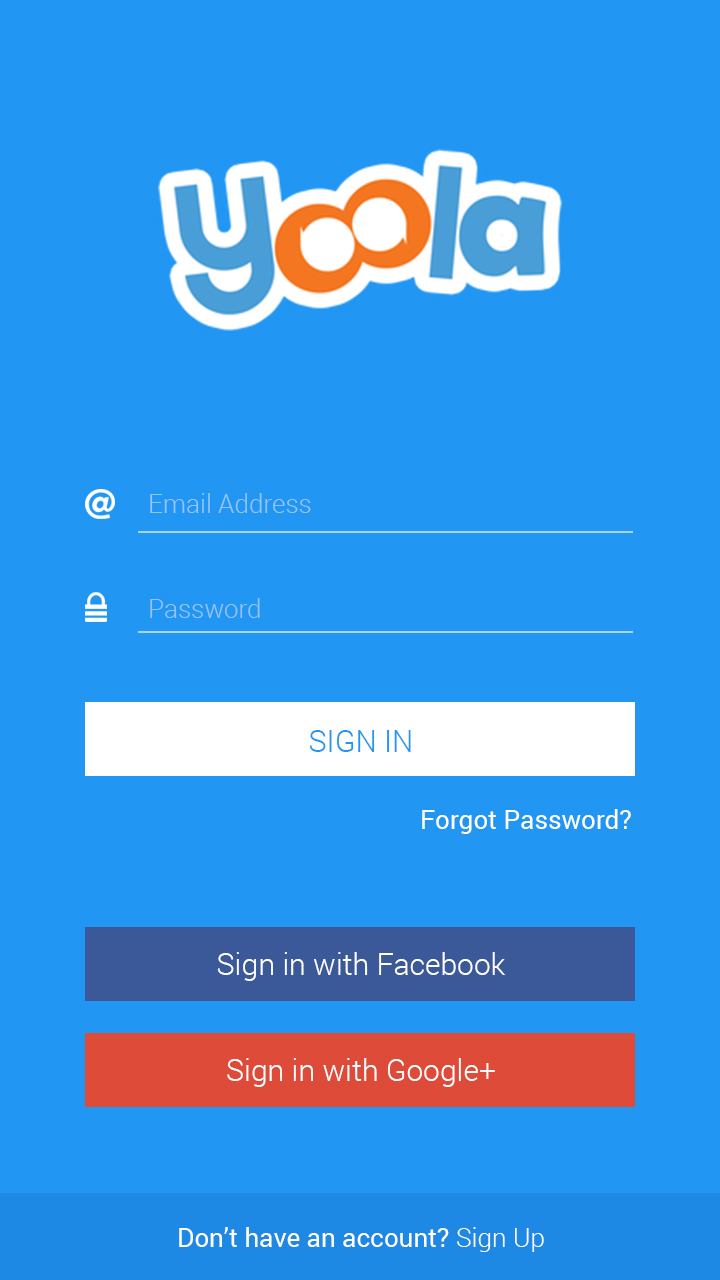 yoola
@ Email Address
Password
SIGN IN
Forgot Password?
Sign in with Facebook
Sign in with Google+
Don't have an account? Sign Up